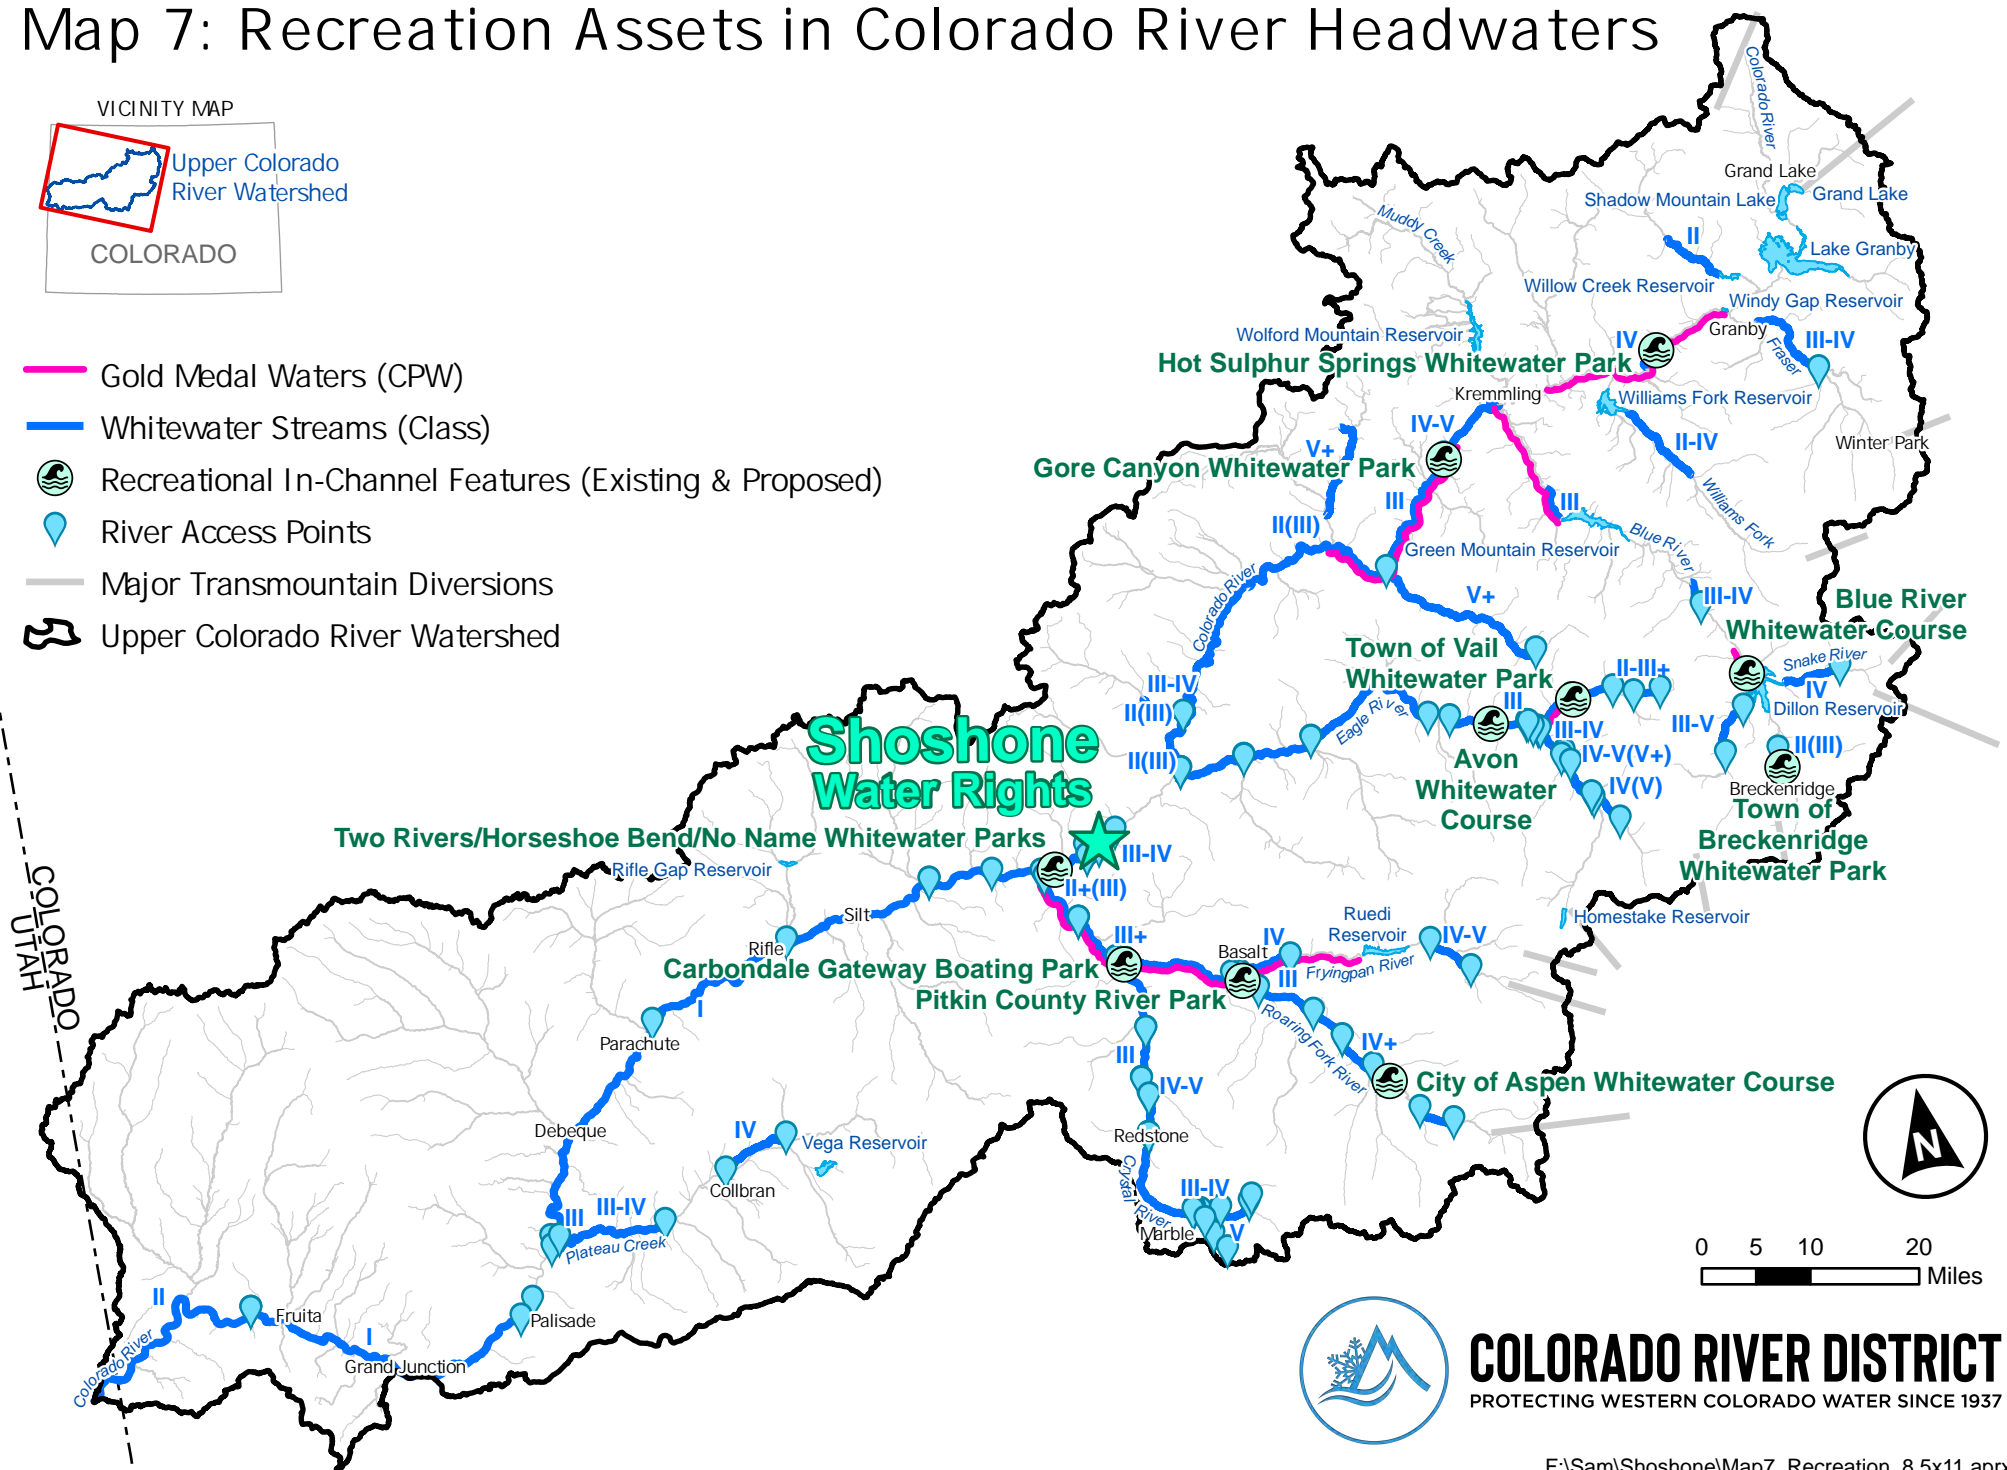 Map 7: Recreation Assets in Colorado River Headwaters
VICINITY MAP
Upper Colorado
River Watershed
COLORADO
Gold Medal Waters (CPW)
Whitewater Streams (Class)
Recreational In-Channel Features (Existing & Proposed)
River Access Points
Major Transmountain Diversions
Upper Colorado River Watershed
Colorado River
Grand Lake
Shadow Mountain Lake
Grand Lake
Muddy Creek
II
Lake Granby
Willow Creek Reservoir
Windy Gap Reservoir
Wolford Mountain Reservoir
Granby
IV
III-IV
Fraser
Hot Sulphur Springs Whitewater Park
Kremmling
Williams Fork Reservoir
IV-V
II-IV
Winter Park
V+
Gore Canyon Whitewater Park
III
III
Williams Fork
II(III)
Blue River
Green Mountain Reservoir
Colorado River
V+
III-IV
Blue River
Whitewater Course
Town of Vail
Whitewater Park
Snake River
II-III+
IV
III-IV
II(III)
Dillon Reservoir
Eagle River
III
III-V
III-IV
II(III)
II(III)
IV-V(V+)
Avon
Whitewater
Course
IV(V)
Breckenridge
Town of
Breckenridge
Whitewater Park
Shoshone
Water Rights
Two Rivers/Horseshoe Bend/No Name Whitewater Parks
III-IV
Rifle Gap Reservoir
II+(III)
COLORADO
UTAH
Silt
Ruedi
Reservoir
Homestake Reservoir
Rifle
III+
Basalt
IV
IV-V
Fryingpan River
Carbondale Gateway Boating Park
III
Pitkin County River Park
I
Roaring Fork River
Parachute
IV+
III
City of Aspen Whitewater Course
IV-V
Debeque
IV
Vega Reservoir
Redstone
Collbran
Crystal River
III-IV
III-IV
III
Plateau Creek
Marble
V
N
II
Fruita
Palisade
I
Colorado River
Grand Junction
0 5 10 20
Miles
COLORADO RIVER DISTRICT
PROTECTING WESTERN COLORADO WATER SINCE 1937
F:\Sam\Shoshone\Map7_Recreation_8.5x11.aprx